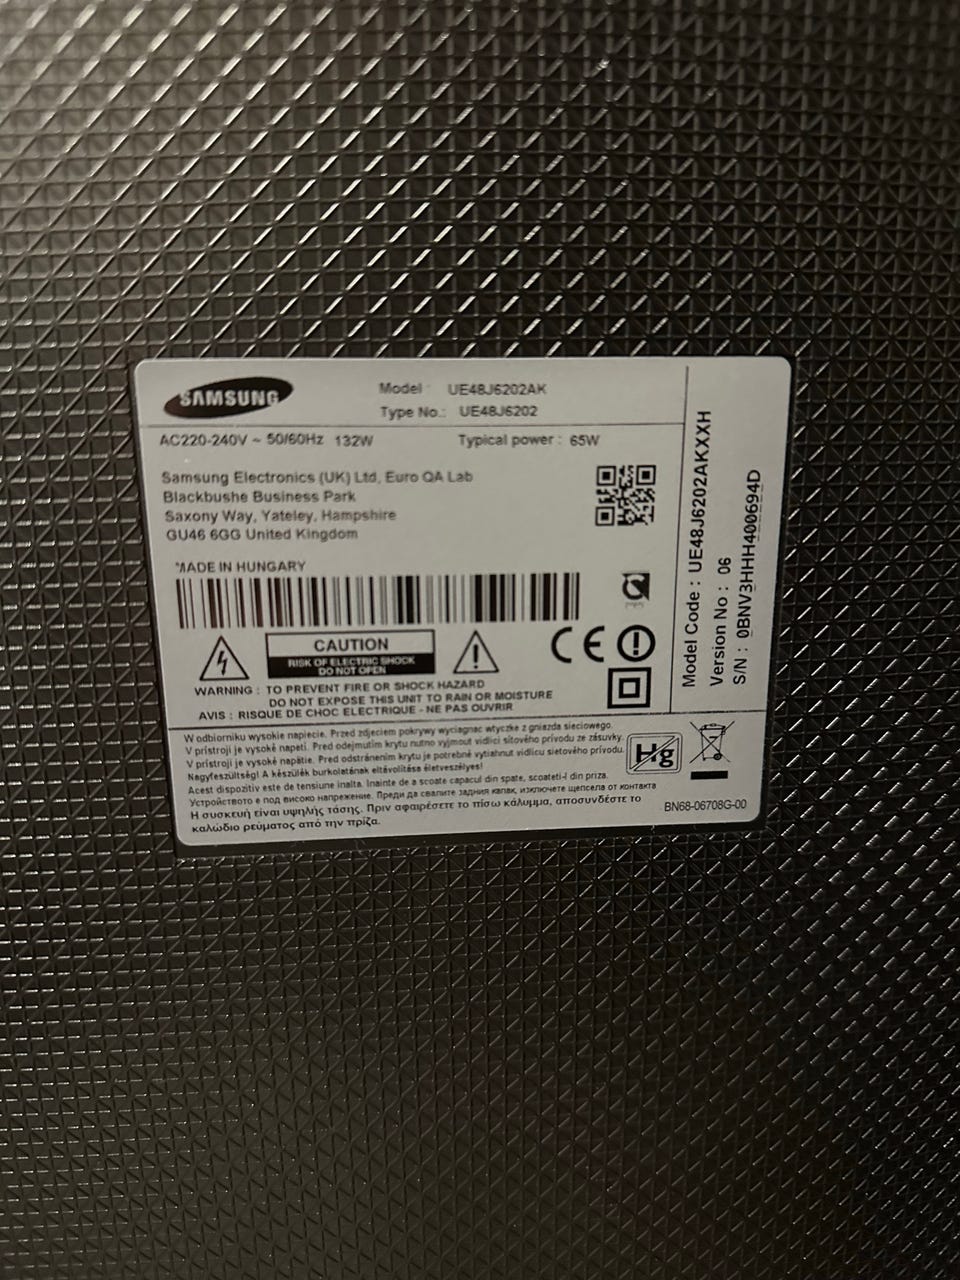 SAMSUNG
Model : UE48J6202AK
Type No.: UE48J6202
AC220-240V ~ 50/60Hz 132W Typical power : 65W
Samsung Electronics (UK) Ltd, Euro QA Lab
Blackbushe Business Park
Saxony Way, Yateley, Hampshire
GU46 6GG United Kingdom
MADE IN HUNGARY
CAUTION
RISK OF ELECTRIC SHOCK
DO NOT OPEN
CE
WARNING : TO PREVENT FIRE OR SHOCK HAZARD
DO NOT EXPOSE THIS UNIT TO RAIN OR MOISTURE
AVIS : RISQUE DE CHOC ELECTRIQUE - NE PAS OUVRIR
W odbiorniku wysokie napiecie. Przed zdjeciem pokrywy wyciagnac wtyczke z gniazda sieciowego.
V prístroji je vysoké napetí. Pred odejmutím krytu nutno vyjmout vidlici sítového prívodu ze zásuvky.
V prístroji je vysoké napätie. Pred odstránením krytu je potrebné vytiahnut vidlicu sietového prívodu.
Nagyfeszültség! A készülék burkolatának eltávolítása életveszélyes!
Acest dispozitiv este de tensiune inalta. Inainte de a scoate capacul din spate, scoateti-l din priza.
Устройството е под високо напрежение. Преди да свалите задния капак, изключете щепсела от контакта
Η συσκευή είναι υψηλής τάσης. Πριν αφαιρέσετε το πίσω κάλυμμα, αποσυνδέστε το
καλώδιο ρεύματος από την πρίζα.
Hg
BN68-06708G-00
Model Code : UE48J6202AKXXH
Version No : 06
S/N : 0BNV3HHH400694D